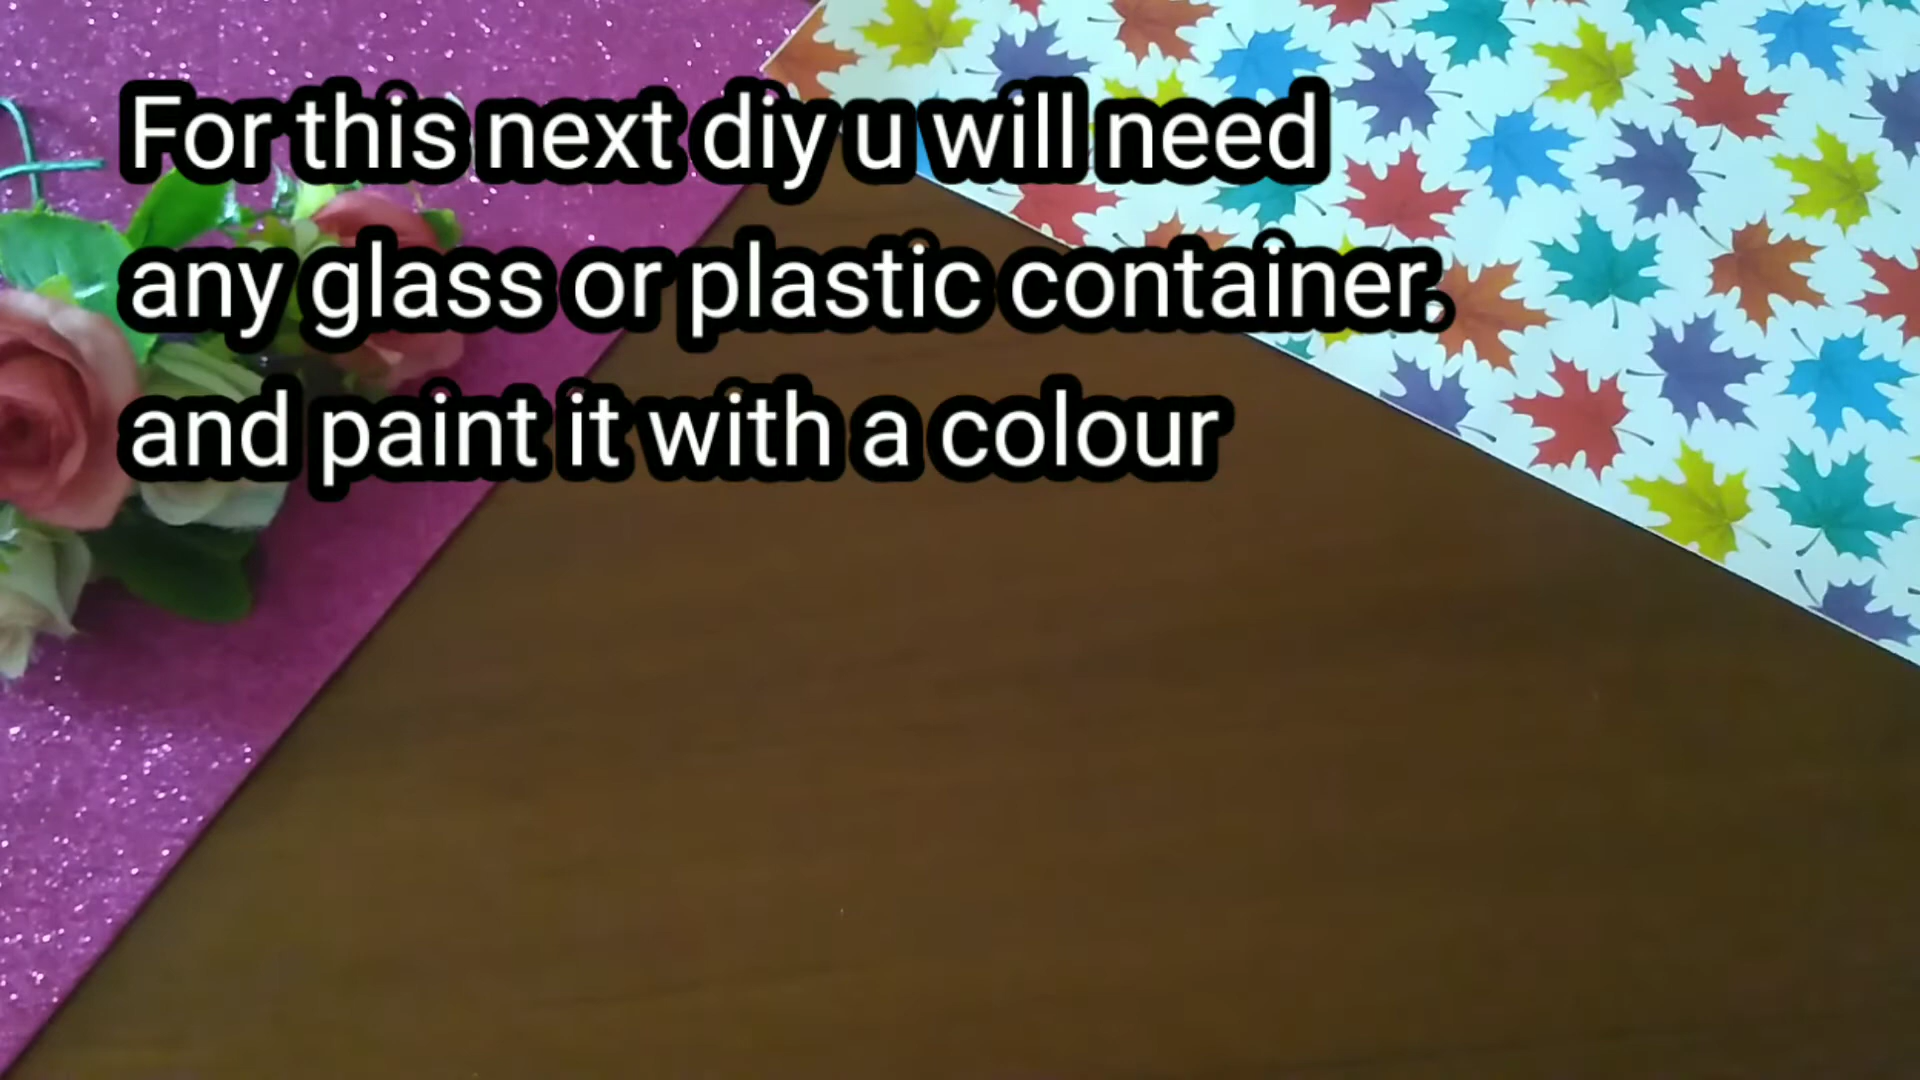 For this next diy u will need
any glass or plastic container.
and paint it with a colour